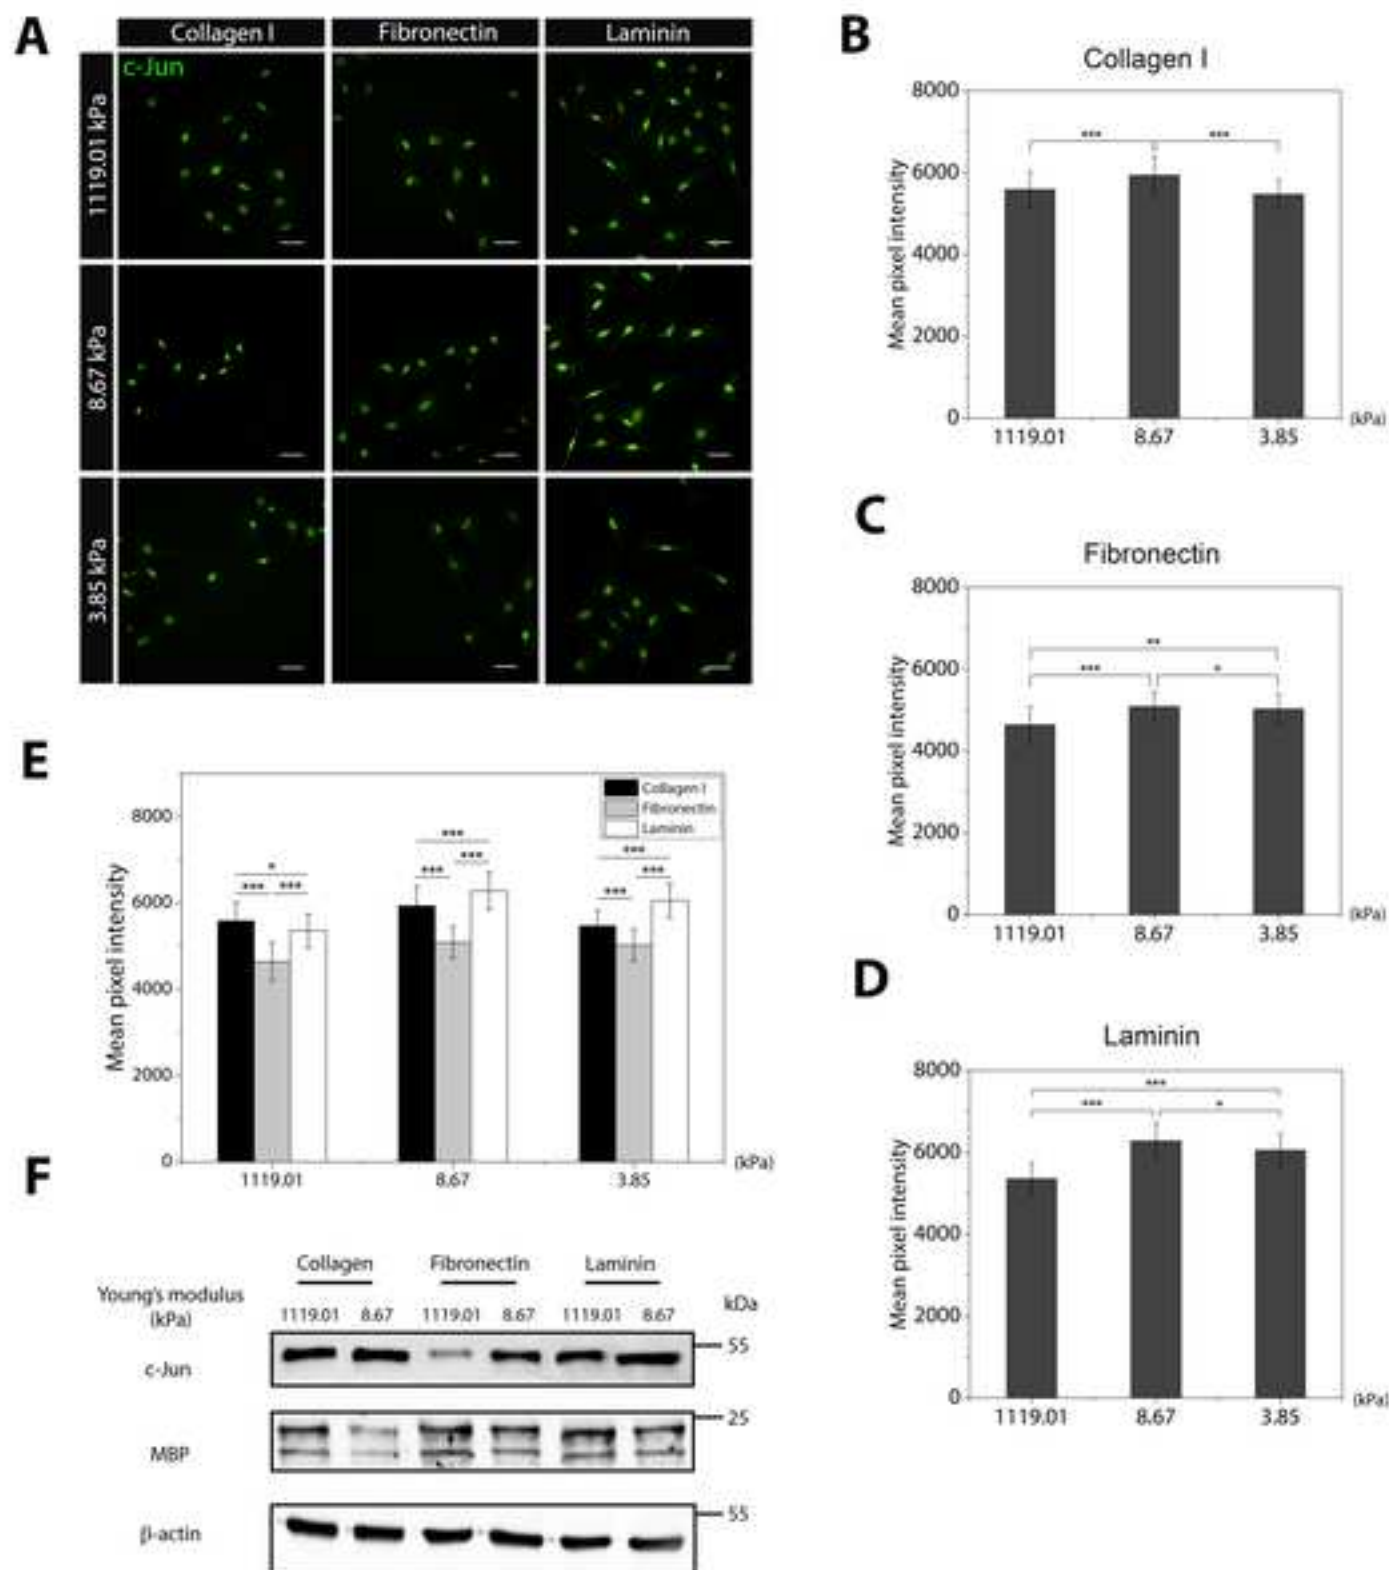 A
Collagen I
Fibronectin
Laminin
c-Jun
1119.01 kPa
8.67 kPa
3.85 kPa
B
Collagen I
Mean pixel intensity
8000
6000
4000
2000
0
***
***
1119.01
8.67
3.85
(kPa)
C
Fibronectin
Mean pixel intensity
8000
6000
4000
2000
0
**
***
*
1119.01
8.67
3.85
(kPa)
D
Laminin
Mean pixel intensity
8000
6000
4000
2000
0
***
***
*
1119.01
8.67
3.85
(kPa)
E
Mean pixel intensity
8000
6000
4000
2000
0
Collagen I
Fibronectin
Laminin
*
*** ***
***
***
***
***
***
***
1119.01
8.67
3.85
(kPa)
F
Collagen Fibronectin Laminin
Young's modulus
(kPa)
1119.01 8.67 1119.01 8.67 1119.01 8.67
kDa
c-Jun
55
MBP
25
β-actin
55